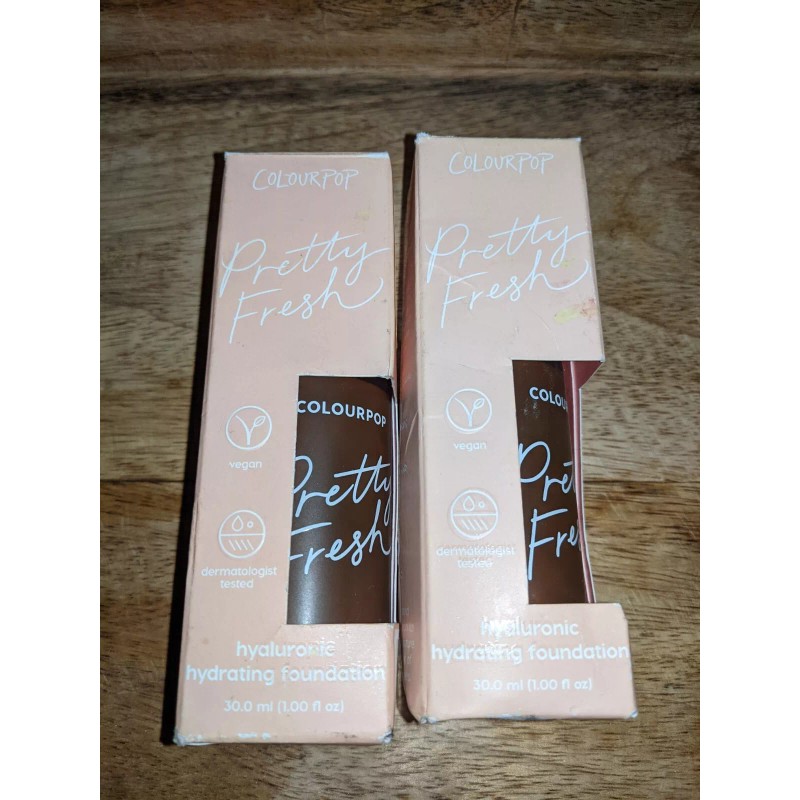 COLOURPOP
Pretty
Fresh
vegan
COLOURPOP
Pretty
Fresh
dermatologist
tested
hyaluronic
hydrating foundation
30.0 ml (1.00 fl oz)
COLOURPOP
Pretty
Fresh
vegan
COLOU
Pre
Fre
dermatologist
tested
hyaluronic
hydrating foundation
30.0 ml (1.00 fl oz)